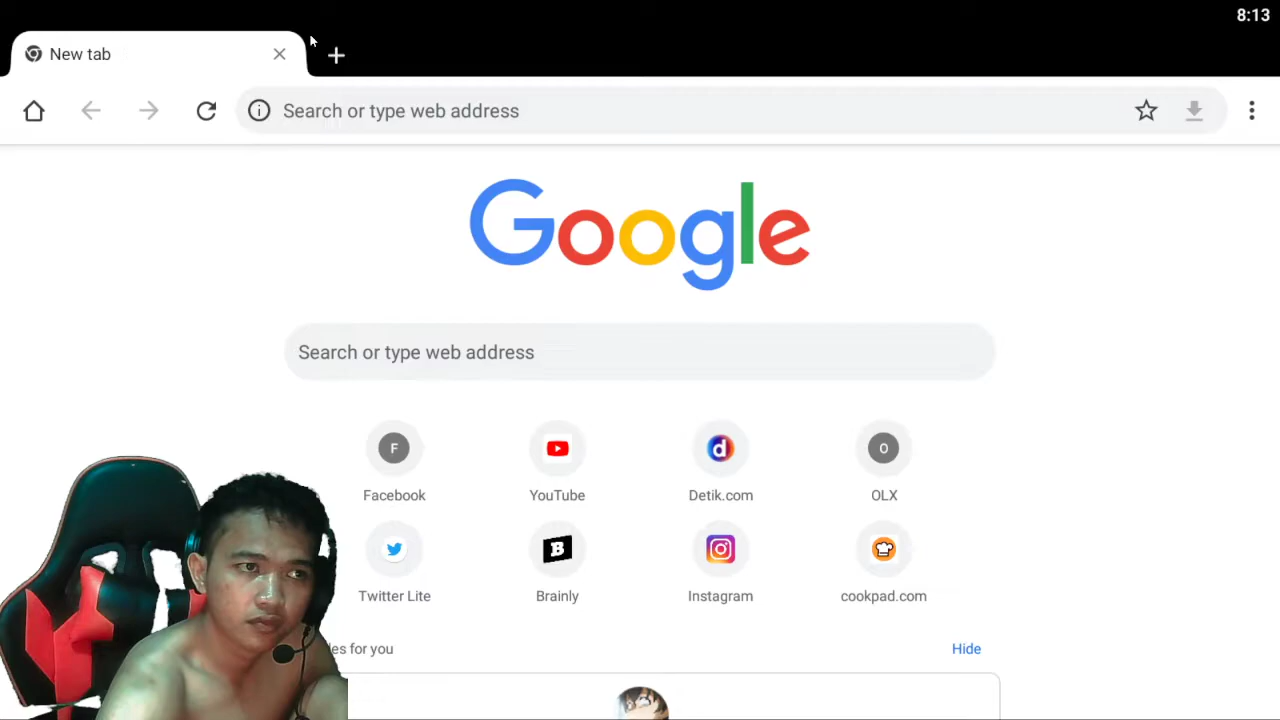 8:13
New tab
Search or type web address
Google
Search or type web address
F
d
O
Facebook
YouTube
Detik.com
OLX
B
Twitter Lite
Brainly
Instagram
cookpad.com
for you
Hide